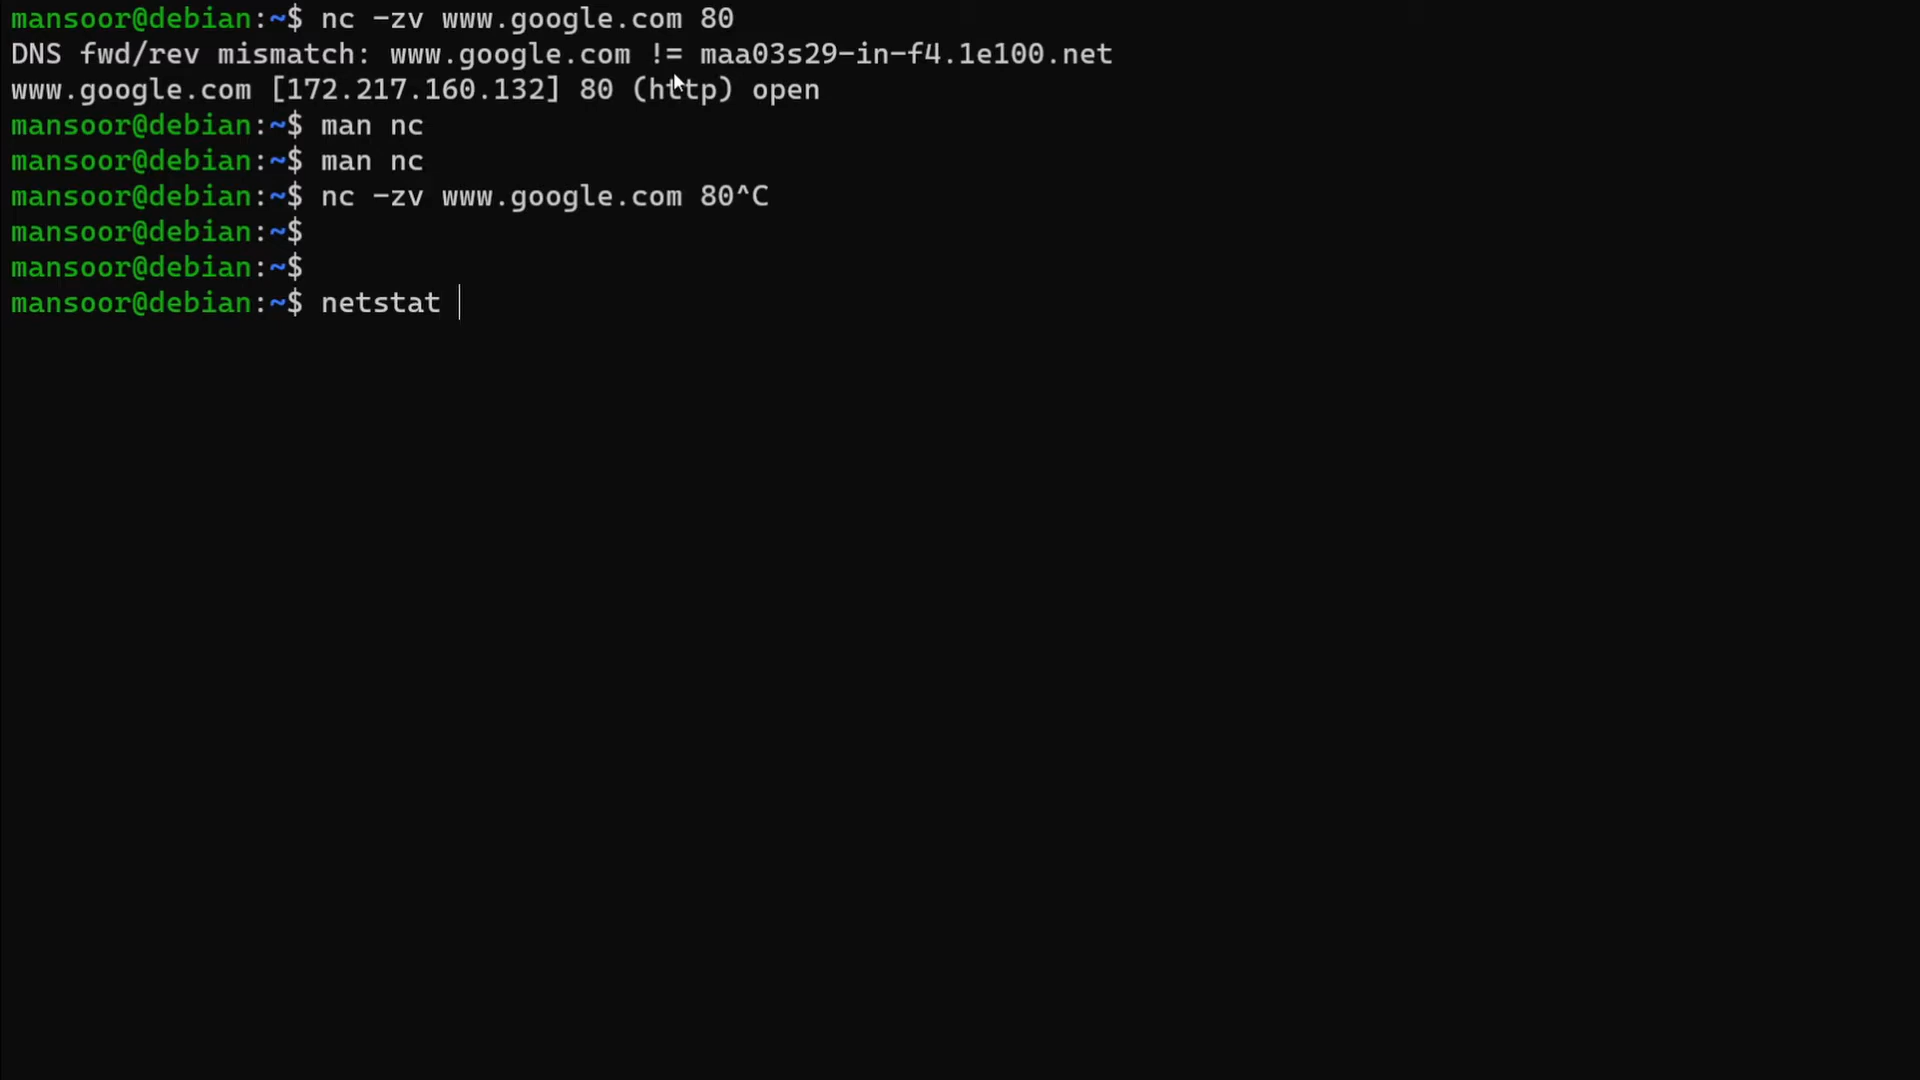 mansoor@debian:~$ nc -zv www.google.com 80
DNS fwd/rev mismatch: www.google.com != maa03s29-in-f4.1e100.net
www.google.com [172.217.160.132] 80 (http) open
mansoor@debian:~$ man nc
mansoor@debian:~$ man nc
mansoor@debian:~$ nc -zv www.google.com 80^C
mansoor@debian:~$
mansoor@debian:~$
mansoor@debian:~$ netstat